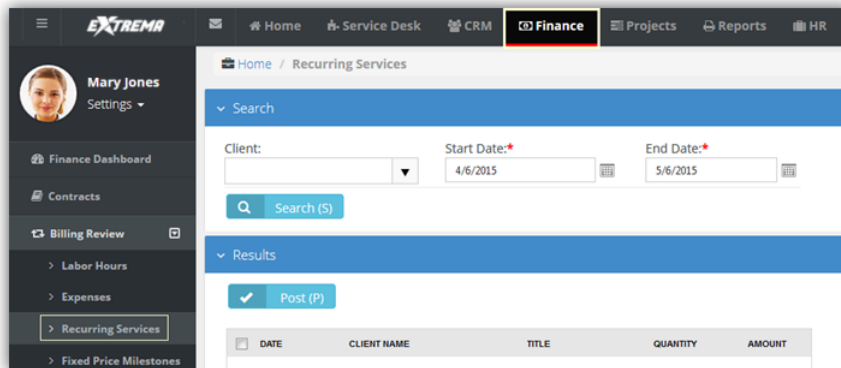 EXTREMA
Home Service Desk CRM Finance Projects Reports HR
Mary Jones
Settings
Home / Recurring Services
Search
Client: Start Date:* End Date:*
4/6/2015 5/6/2015
Search (S)
Finance Dashboard
Contracts
Billing Review
Labor Hours
Expenses
Recurring Services
Fixed Price Milestones
Results
Post (P)
DATE CLIENT NAME TITLE QUANTITY AMOUNT